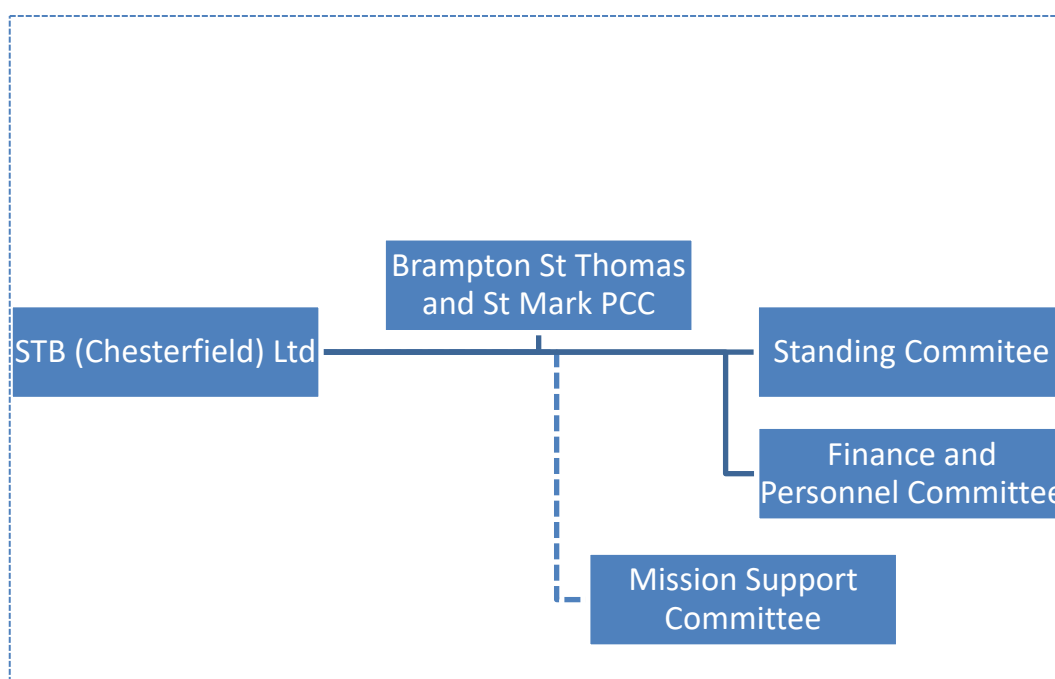 Brampton St Thomas
and St Mark PCC
STB (Chesterfield) Ltd
Standing Commitee
Finance and
Personnel Committee
Mission Support
Committee